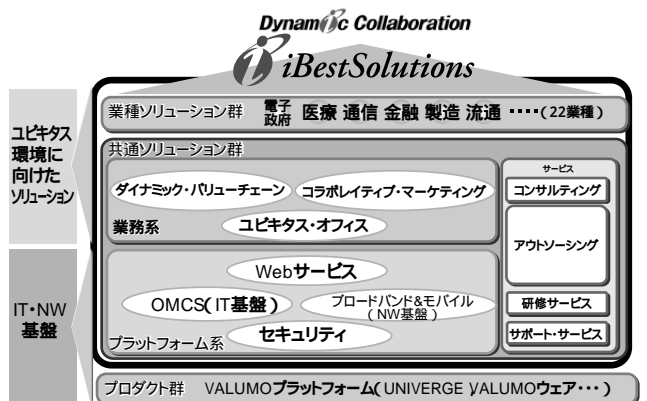 Dynamic Collaboration
iBestSolutions
業種ソリューション群 電子政府 医療 通信 金融 製造 流通 ････(22業種)
ユビキタス
環境に
向けた
ソリューション
共通ソリューション群
ダイナミック・バリューチェーン
コラボレイティブ・マーケティング
業務系
ユビキタス・オフィス
サービス
コンサルティング
アウトソーシング
研修サービス
サポート・サービス
IT・NW
基盤
Webサービス
OMCS(IT基盤)
ブロードバンド&モバイル
(NW基盤)
セキュリティ
プラットフォーム系
プロダクト群 VALUMOプラットフォーム(UNIVERGE VALUMOウェア・・・)